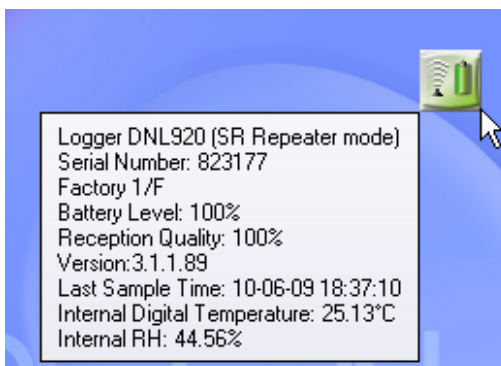 Logger DNL920 (SR Repeater mode)
Serial Number: 823177
Factory 1/F
Battery Level: 100%
Reception Quality: 100%
Version:3.1.1.89
Last Sample Time: 10-06-09 18:37:10
Internal Digital Temperature: 25.13°C
Internal RH: 44.56%